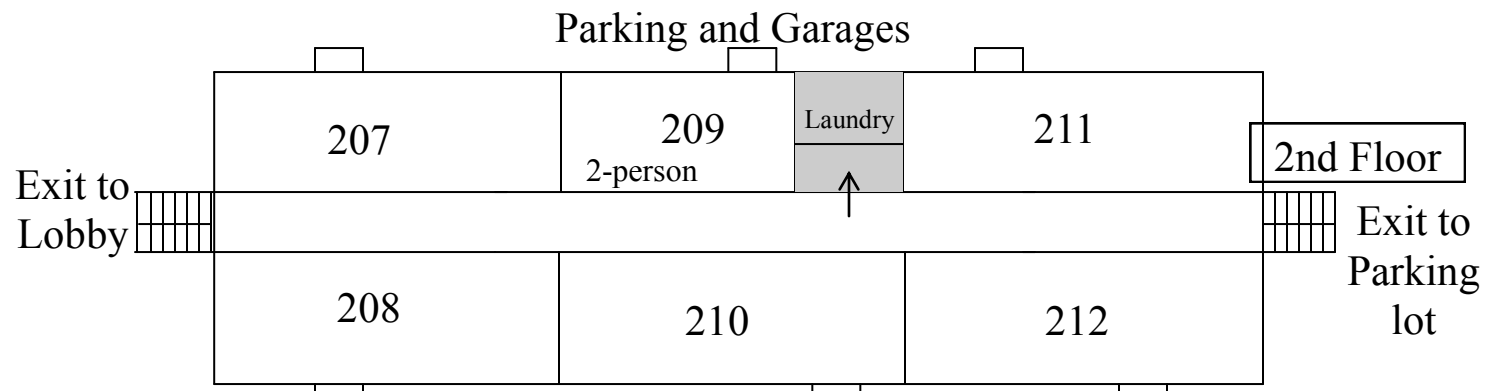 Parking and Garages
207
209
2-person
Laundry
211
2nd Floor
Exit to
Lobby
Exit to
Parking
lot
208
210
212